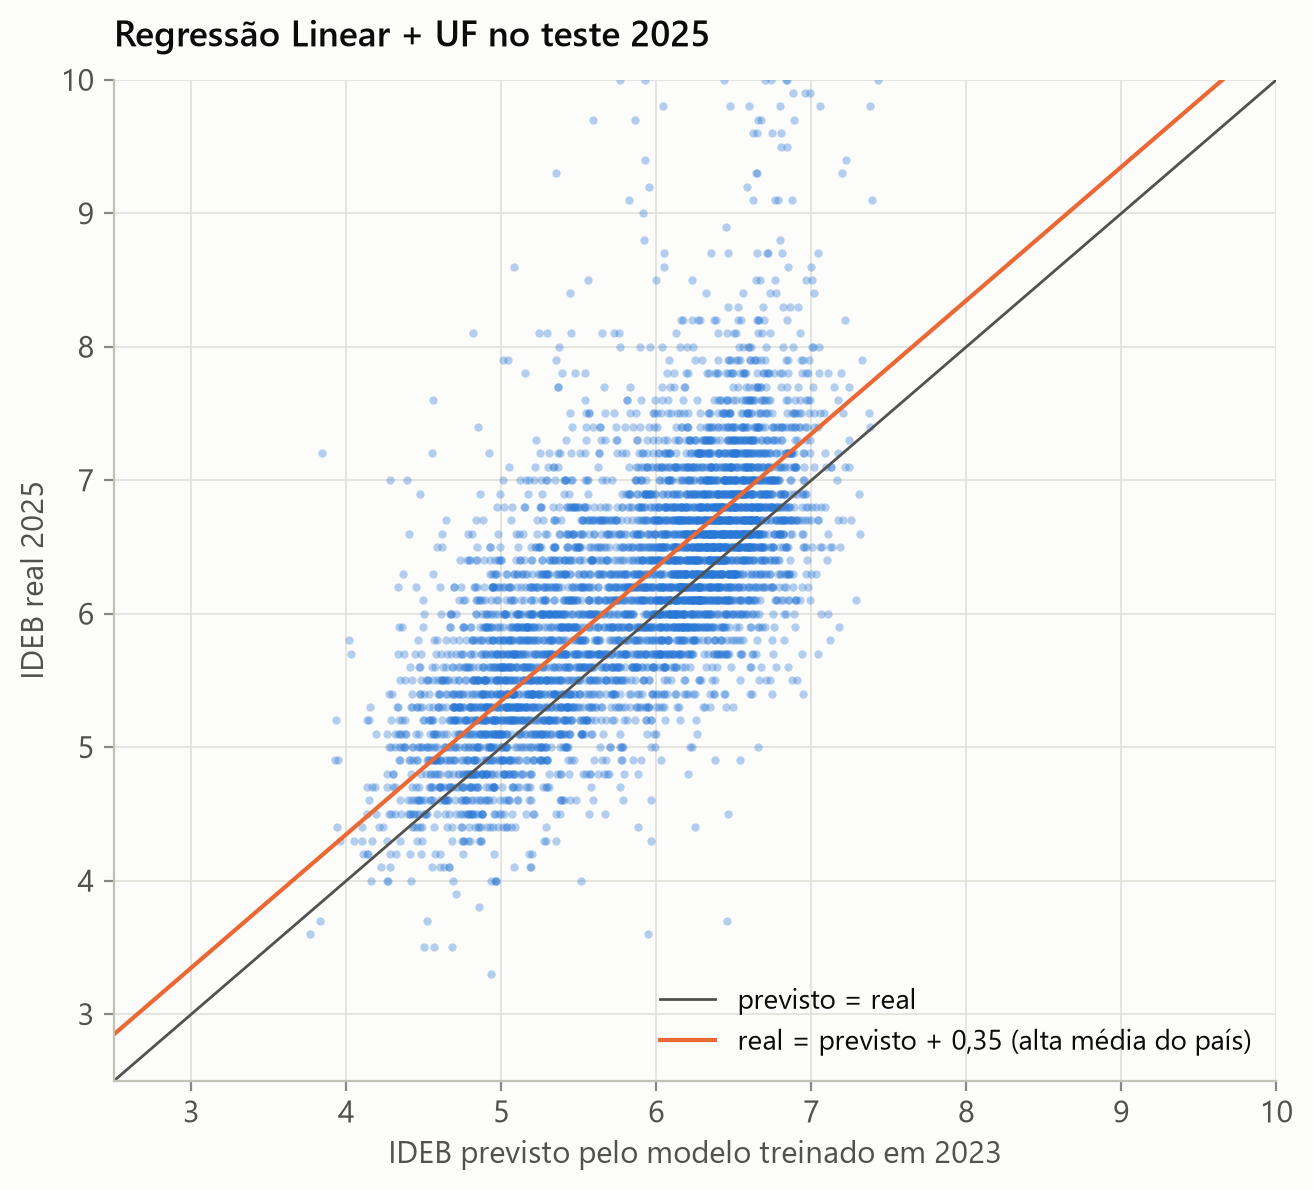 Regressão Linear + UF no teste 2025
10
9
8
7
6
5
4
3
IDEB real 2025
previsto = real
real = previsto + 0,35 (alta média do país)
3 4 5 6 7 8 9 10
IDEB previsto pelo modelo treinado em 2023